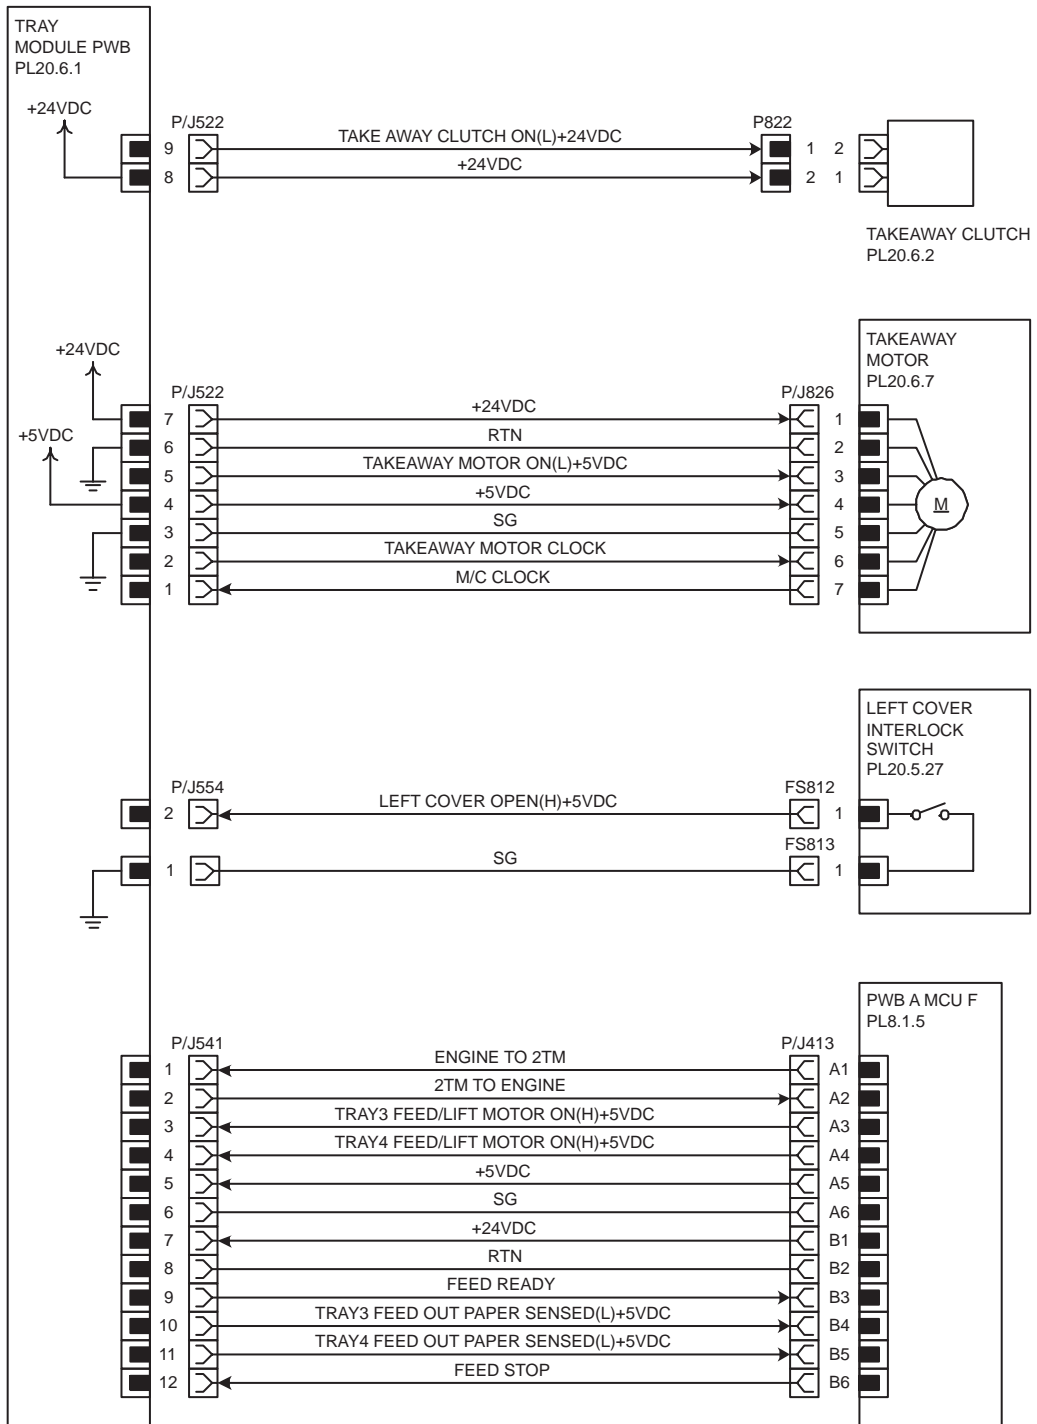 TRAY
MODULE PWB
PL20.6.1
+24VDC
P/J522
TAKE AWAY CLUTCH ON(L)+24VDC
P822
9
1 2
+24VDC
8
2 1
TAKEAWAY CLUTCH
PL20.6.2
TAKEAWAY
MOTOR
PL20.6.7
+24VDC
P/J522
P/J826
7
+24VDC
1
+5VDC
6
RTN
2
5
TAKEAWAY MOTOR ON(L)+5VDC
3
4
+5VDC
4
M
3
SG
5
2
TAKEAWAY MOTOR CLOCK
6
1
M/C CLOCK
7
LEFT COVER
INTERLOCK
SWITCH
PL20.5.27
P/J554
FS812
2
LEFT COVER OPEN(H)+5VDC
1
FS813
1
SG
1
PWB A MCU F
PL8.1.5
P/J541
P/J413
1
ENGINE TO 2TM
A1
2
2TM TO ENGINE
A2
3
TRAY3 FEED/LIFT MOTOR ON(H)+5VDC
A3
4
TRAY4 FEED/LIFT MOTOR ON(H)+5VDC
A4
5
+5VDC
A5
6
SG
A6
7
+24VDC
B1
8
RTN
B2
9
FEED READY
B3
10
TRAY3 FEED OUT PAPER SENSED(L)+5VDC
B4
11
TRAY4 FEED OUT PAPER SENSED(L)+5VDC
B5
12
FEED STOP
B6